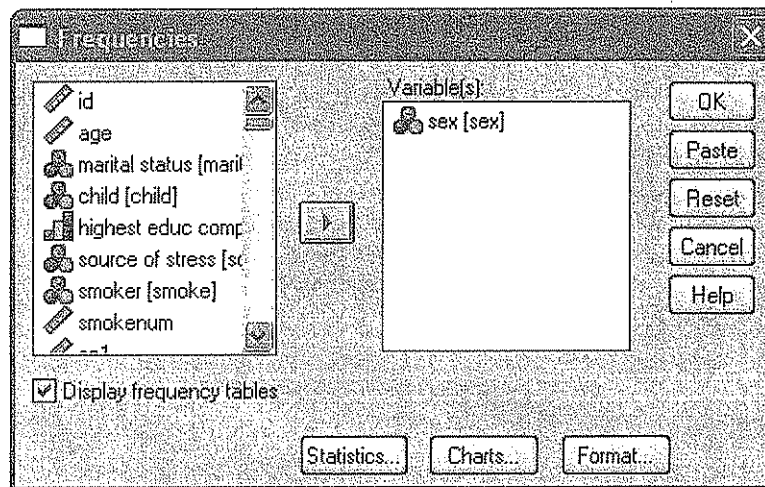 Frequencies
id
age
marital status [marit
child [child]
highest educ comp
source of stress [so
smoker [smoke]
smokenum
Variable(s):
sex [sex]
OK
Paste
Reset
Cancel
Help
Display frequency tables
Statistics...
Charts...
Format...